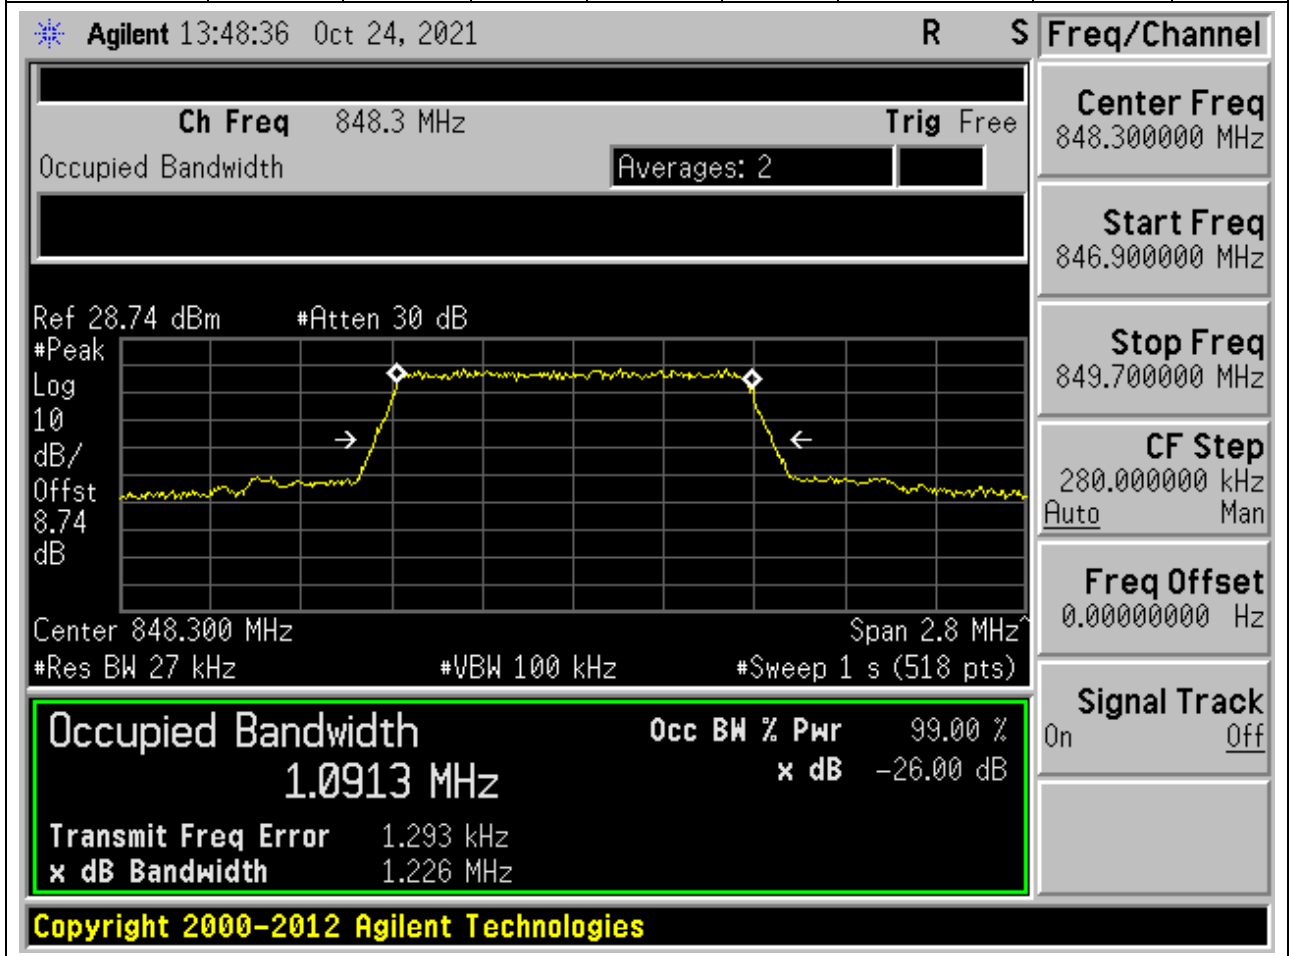 Agilent 13:48:36 Oct 24, 2021 R S
Freq/Channel
Ch Freq 848.3 MHz Trig Free
Occupied Bandwidth Averages: 2
Center Freq
848.300000 MHz
Start Freq
846.900000 MHz
Stop Freq
849.700000 MHz
CF Step
280.000000 kHz
Auto Man
Freq Offset
0.00000000 Hz
Signal Track
On Off
Ref 28.74 dBm #Atten 30 dB
#Peak
Log
10
dB/
Offst
8.74
dB
Center 848.300 MHz Span 2.8 MHz^
#Res BW 27 kHz #VBW 100 kHz #Sweep 1 s (518 pts)
Occupied Bandwidth Occ BW % Pwr 99.00 %
1.0913 MHz x dB -26.00 dB
Transmit Freq Error 1.293 kHz
x dB Bandwidth 1.226 MHz
Copyright 2000-2012 Agilent Technologies